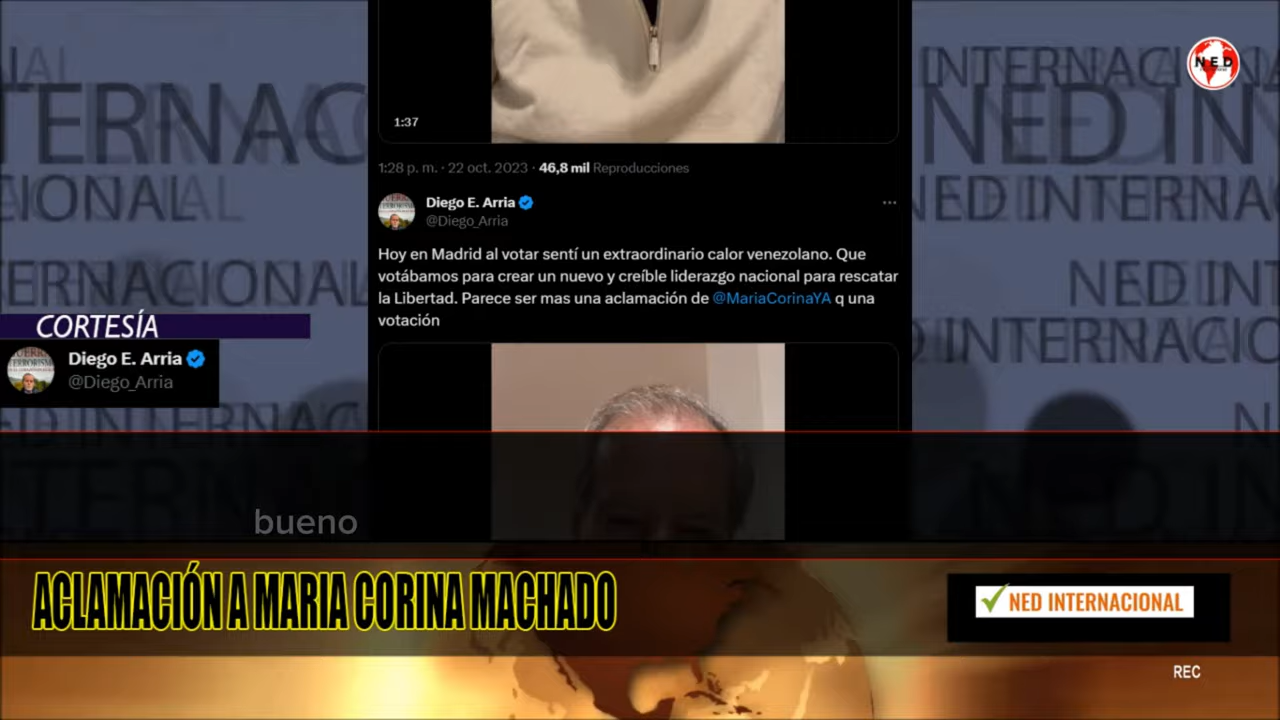 INTERNACIONAL
NED
1:37
1:28 p. m. · 22 oct. 2023 · 46,8 mil Reproducciones
Diego E. Arria
@Diego_Arria
Hoy en Madrid al votar sentí un extraordinario calor venezolano. Que
votábamos para crear un nuevo y creíble liderazgo nacional para rescatar
la Libertad. Parece ser mas una aclamación de @MariaCorinaYA q una
votación
CORTESÍA
Diego E. Arria
@Diego_Arria
bueno
ACLAMACIÓN A MARIA CORINA MACHADO
NED INTERNACIONAL
REC